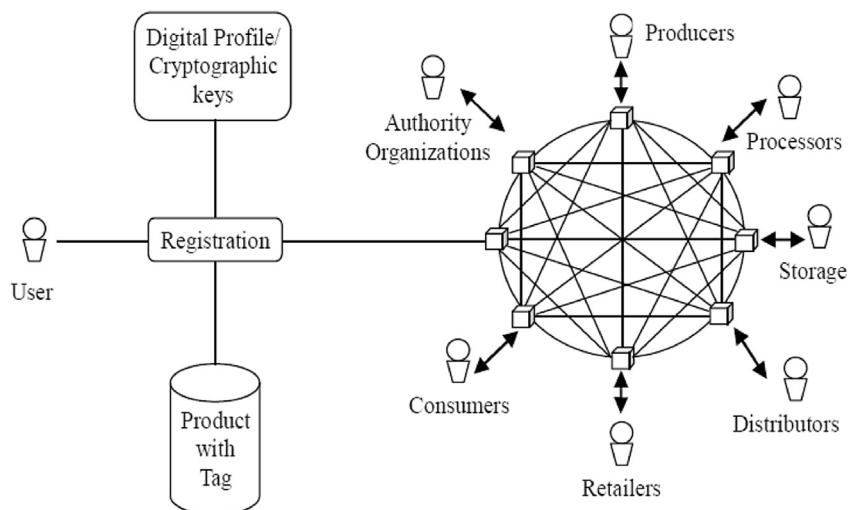 Digital Profile/
Cryptographic
keys
Registration
User
Product
with
Tag
Producers
Authority
Organizations
Processors
Storage
Consumers
Distributors
Retailers